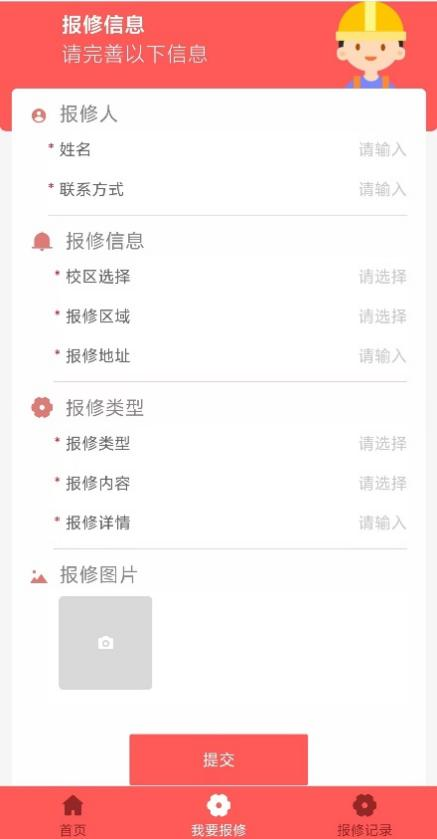 报修信息
请完善以下信息
报修人
* 姓名 请输入
* 联系方式 请输入
报修信息
* 校区选择 请选择
* 报修区域 请选择
* 报修地址 请输入
报修类型
* 报修类型 请选择
* 报修内容 请选择
* 报修详情 请输入
报修图片
提交
首页 我要报修 报修记录